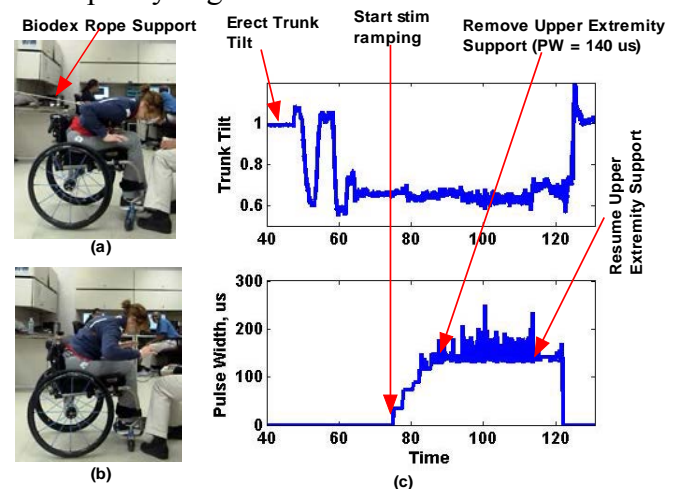 Biodex Rope Support
Erect Trunk
Tilt
Start stim
ramping
Remove Upper Extremity
Support (PW = 140 us)
(a)
Trunk Tilt
1
0.8
0.6
40 60 80 100 120
Resume Upper
Extremity Support
(b)
Pulse Width, us
300
200
100
0
40 60 80 100 120
Time
(c)